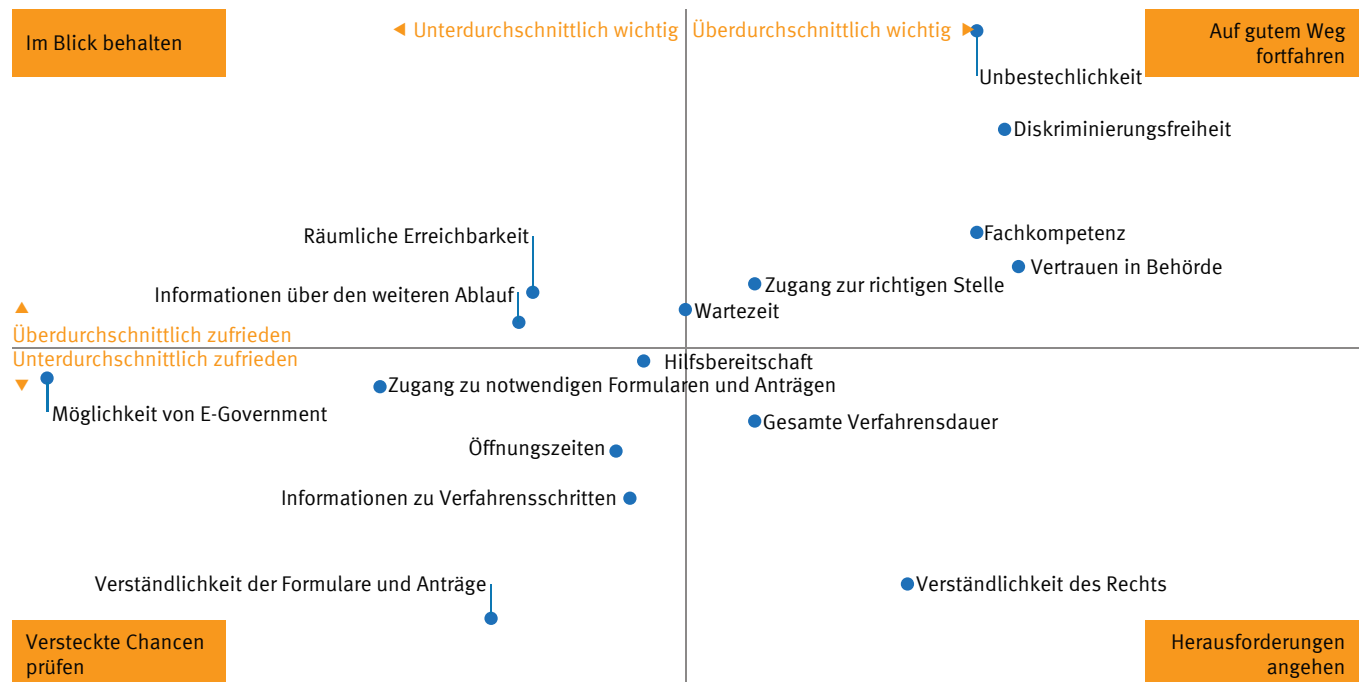 Im Blick behalten
◄ Unterdurchschnittlich wichtig
Überdurchschnittlich wichtig ►
Auf gutem Weg
fortfahren
Unbestechlichkeit
Diskriminierungsfreiheit
Räumliche Erreichbarkeit
Fachkompetenz
Vertrauen in Behörde
Informationen über den weiteren Ablauf
Zugang zur richtigen Stelle
Wartezeit
▲
Überdurchschnittlich zufrieden
Unterdurchschnittlich zufrieden
▼
Hilfsbereitschaft
Zugang zu notwendigen Formularen und Anträgen
Möglichkeit von E-Government
Gesamte Verfahrensdauer
Öffnungszeiten
Informationen zu Verfahrensschritten
Verständlichkeit der Formulare und Anträge
Verständlichkeit des Rechts
Versteckte Chancen
prüfen
Herausforderungen
angehen